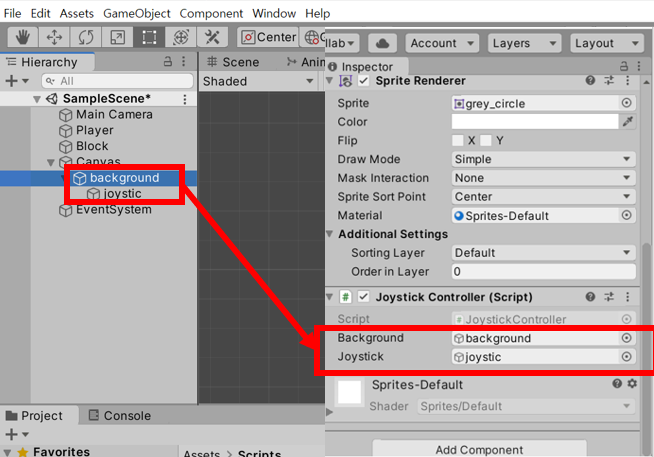 File Edit Assets GameObject Component Window Help
Center
llab
Account
Layers
Layout
Hierarchy
All
SampleScene*
Main Camera
Player
Block
Canvas
background
joystic
EventSystem
Scene
Anim
Shaded
Inspector
Sprite Renderer
Sprite grey_circle
Color
Flip X Y
Draw Mode Simple
Mask Interaction None
Sprite Sort Point Center
Material Sprites-Default
Additional Settings
Sorting Layer Default
Order in Layer 0
Joystick Controller (Script)
Script JoystickController
Background background
Joystick joystic
Sprites-Default
Shader Sprites/Default
Add Component
Project Console
Favorites
Assets > Scripts